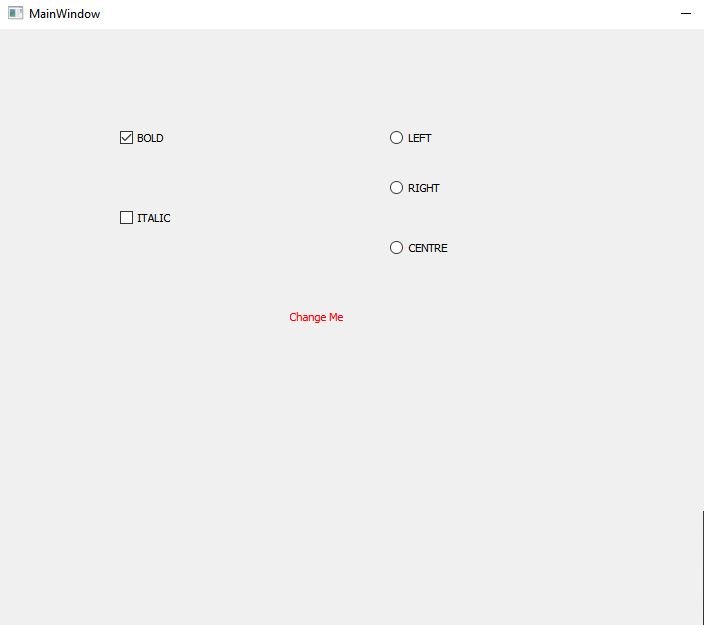 MainWindow
BOLD
LEFT
RIGHT
ITALIC
CENTRE
Change Me